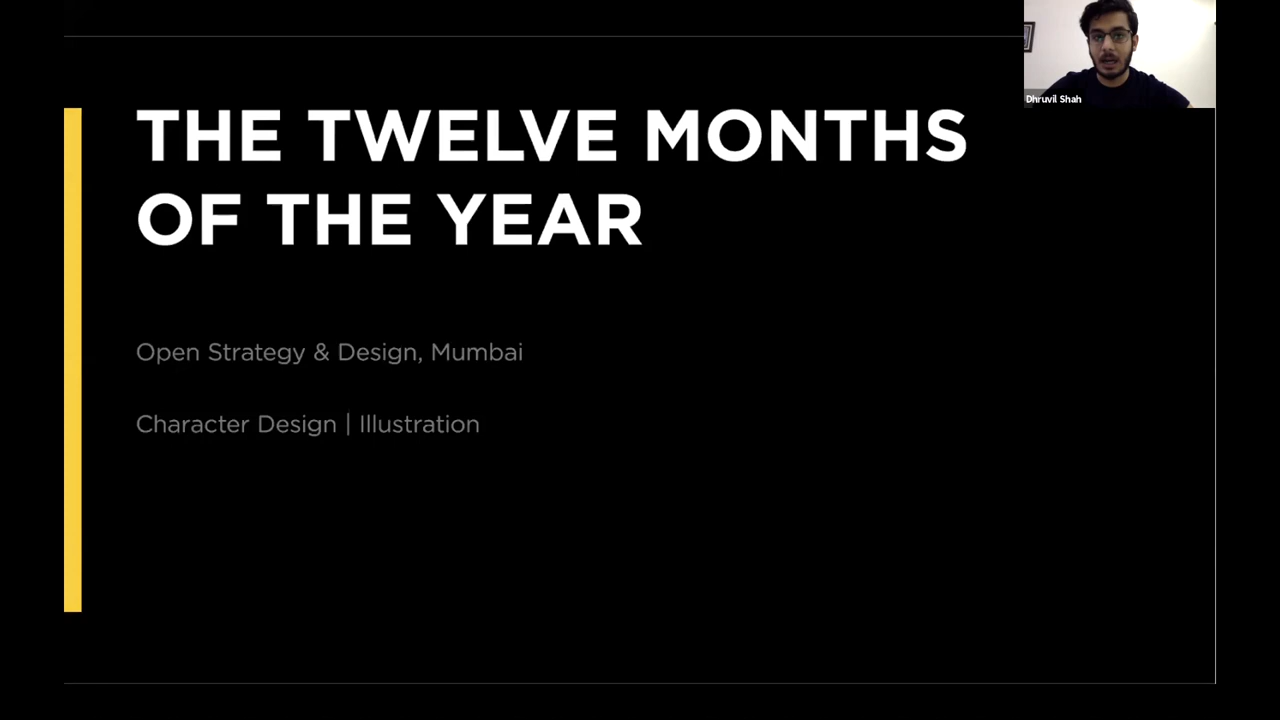 THE TWELVE MONTHS
OF THE YEAR
Open Strategy & Design, Mumbai
Character Design | Illustration
Dhruvil Shah